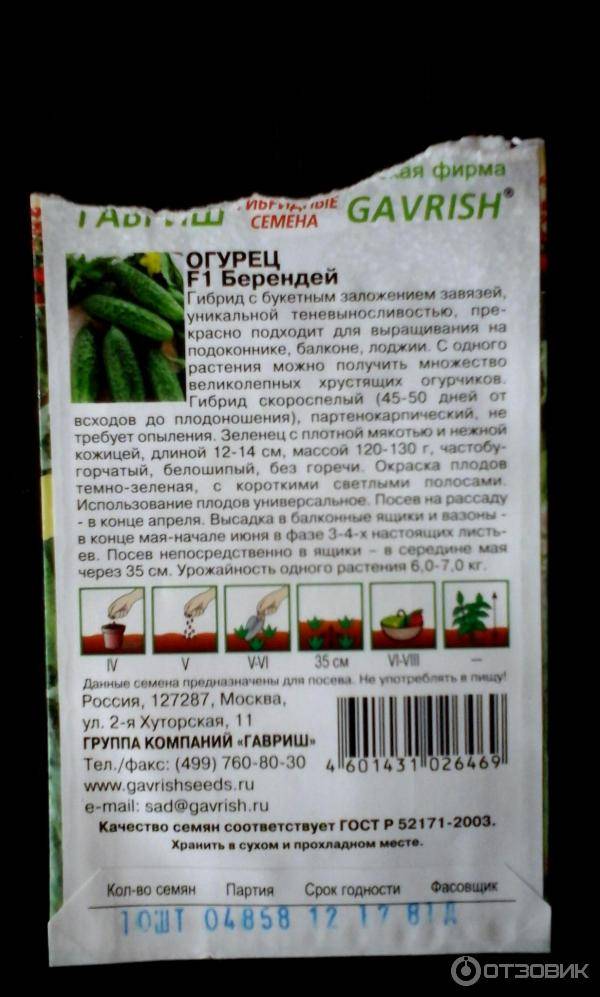 кая фирма
ГАВРИШ ГИБРИДНЫЕ СЕМЕНА GAVRISH®
ОГУРЕЦ
F1 Берендей
Гибрид с букетным заложением завязей,
уникальной теневыносливостью, пре-
красно подходит для выращивания на
подоконнике, балконе, лоджии. С одного
растения можно получить множество
великолепных хрустящих огурчиков.
Гибрид скороспелый (45-50 дней от
всходов до плодоношения), партенокарпический, не
требует опыления. Зеленец с плотной мякотью и нежной
кожицей, длиной 12-14 см, массой 120-130 г, частобу-
горчатый, белошипый, без горечи. Окраска плодов
темно-зеленая, с короткими светлыми полосами.
Использование плодов универсальное. Посев на рассаду
- в конце апреля. Высадка в балконные ящики и вазоны -
в конце мая-начале июня в фазе 3-4-х настоящих листь-
ев. Посев непосредственно в ящики – в середине мая
через 35 см. Урожайность одного растения 6,0-7,0 кг.
IV V V-VI 35 см VI-VIII —
Данные семена предназначены для посева. Не употреблять в пищу!
Россия, 127287, Москва,
ул. 2-я Хуторская, 11
ГРУППА КОМПАНИЙ «ГАВРИШ»
Тел./факс: (499) 760-80-30
www.gavrishseeds.ru
e-mail: sad@gavrish.ru
4 601431 026469
Качество семян соответствует ГОСТ Р 52171-2003.
Хранить в сухом и прохладном месте.
Кол-во семян Партия Срок годности Фасовщик
10ШТ 04858 12 17 81Д
ОТЗОВИК